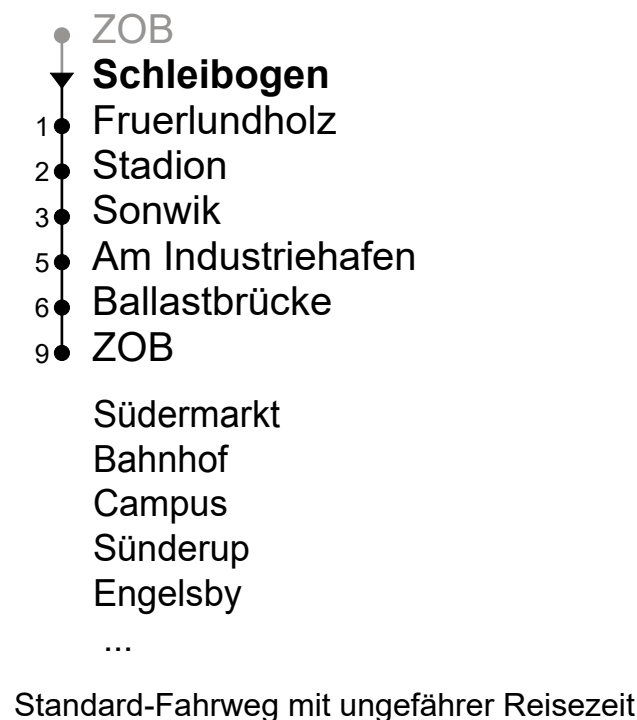 ZOB
Schleibogen
1 Fruerlundholz
2 Stadion
3 Sonwik
5 Am Industriehafen
6 Ballastbrücke
9 ZOB
Südermarkt
Bahnhof
Campus
Sünderup
Engelsby
...
Standard-Fahrweg mit ungefährer Reisezeit